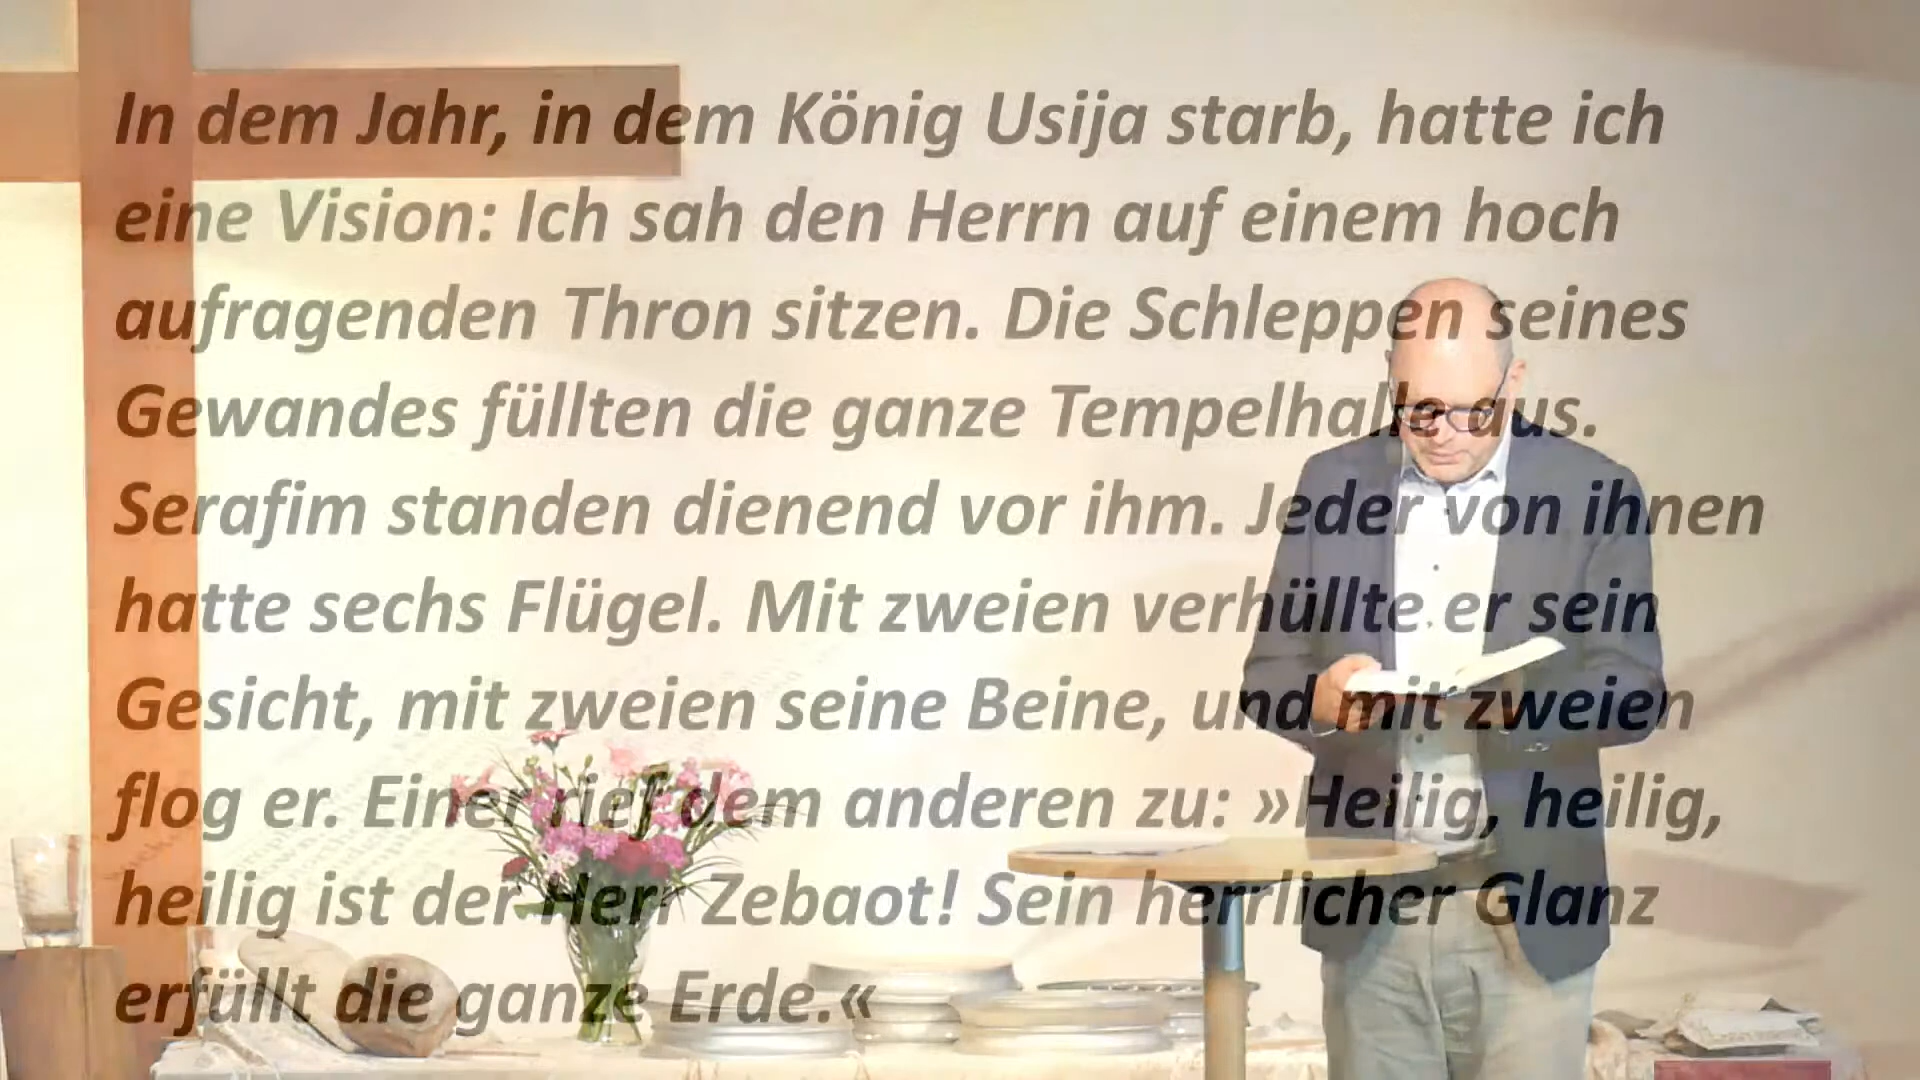 In dem Jahr, in dem König Usija starb, hatte ich
eine Vision: Ich sah den Herrn auf einem hoch
aufragenden Thron sitzen. Die Schleppen seines
Gewandes füllten die ganze Tempelhalle aus.
Serafim standen dienend vor ihm. Jeder von ihnen
hatte sechs Flügel. Mit zweien verhüllte er sein
Gesicht, mit zweien seine Beine, und mit zweien
flog er. Einer rief dem anderen zu: »Heilig, heilig,
heilig ist der Herr Zebaot! Sein herrlicher Glanz
erfüllt die ganze Erde.«